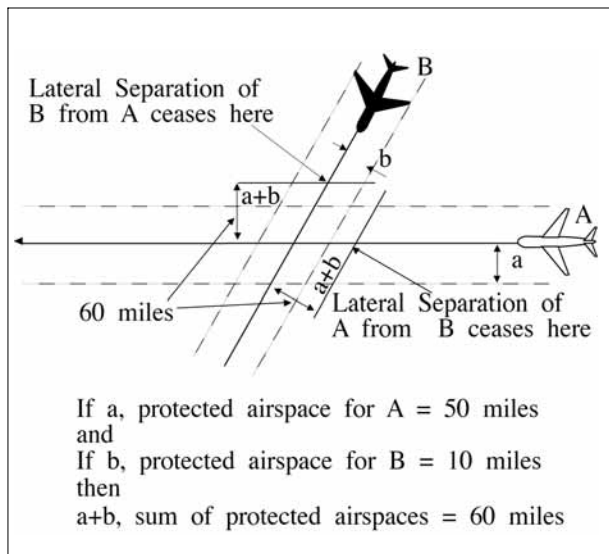 Lateral Separation of
B from A ceases here
B
b
a+b
A
a
a+b
60 miles
Lateral Separation of
A from B ceases here
If a, protected airspace for A = 50 miles
and
If b, protected airspace for B = 10 miles
then
a+b, sum of protected airspaces = 60 miles